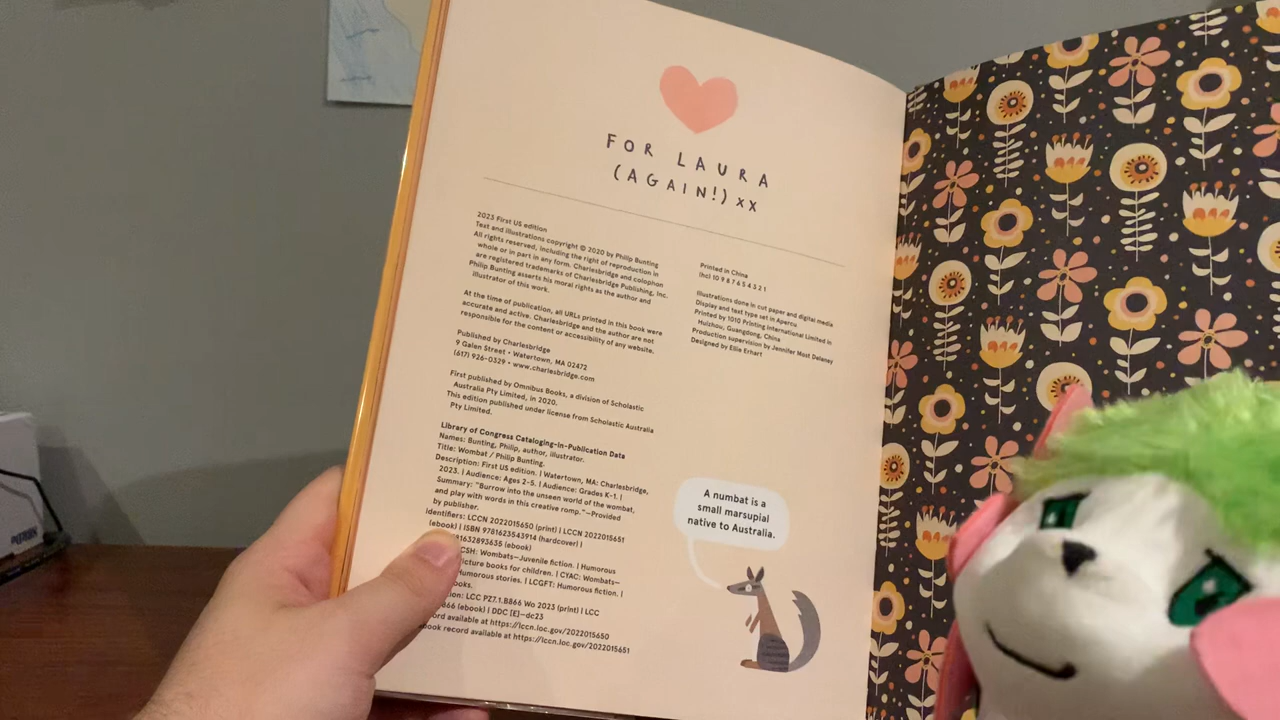 FOR LAURA
(AGAIN!) xx
2023 First US edition
Text and illustrations copyright © 2020 by Philip Bunting
All rights reserved, including the right of reproduction in
whole or in part in any form. Charlesbridge and colophon
are registered trademarks of Charlesbridge Publishing, Inc.
Philip Bunting asserts his moral rights as the author and
illustrator of this work.
At the time of publication, all URLs printed in this book were
accurate and active. Charlesbridge and the author are not
responsible for the content or accessibility of any website.
Published by Charlesbridge
9 Galen Street • Watertown, MA 02472
(617) 926-0329 • www.charlesbridge.com
First published by Omnibus Books, a division of Scholastic
Australia Pty Limited, in 2020.
This edition published under license from Scholastic Australia
Pty Limited.
Library of Congress Cataloging-in-Publication Data
Names: Bunting, Philip, author, illustrator.
Title: Wombat / Philip Bunting.
Description: First US edition. | Watertown, MA: Charlesbridge,
2023. | Audience: Ages 2-5. | Audience: Grades K-1. |
Summary: "Burrow into the unseen world of the wombat,
and play with words in this creative romp."—Provided
by publisher.
Identifiers: LCCN 2022015650 (print) | LCCN 2022015651
(ebook) | ISBN 9781623543914 (hardcover) |
781632893635 (ebook)
CSH: Wombats—Juvenile fiction. | Humorous
icture books for children. | CYAC: Wombats—
Humorous stories. | LCGFT: Humorous fiction. |
ooks.
ion: LCC PZ7.1.B866 Wo 2023 (print) | LCC
866 (ebook) | DDC [E]—dc23
ord available at https://lccn.loc.gov/2022015650
book record available at https://lccn.loc.gov/2022015651
Printed in China
(hc) 10 9 8 7 6 5 4 3 2 1
Illustrations done in cut paper and digital media
Display and text type set in Apercu
Printed by 1010 Printing International Limited in
Huizhou, Guangdong, China
Production supervision by Jennifer Most Delaney
Designed by Ellie Erhart
A numbat is a
small marsupial
native to Australia.